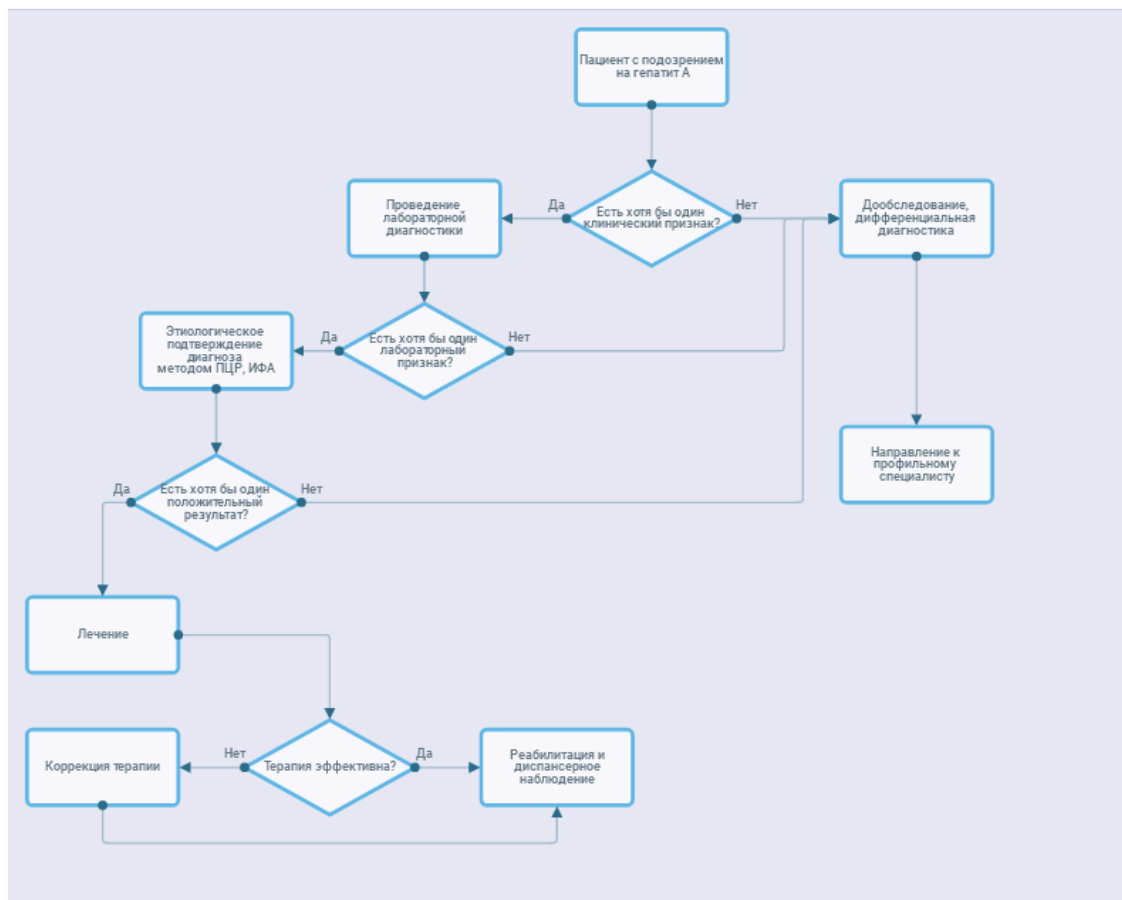 Пациент с подозрением
на гепатит А
Проведение
лабораторной
диагностики
Да
Есть хотя бы один
клинический признак?
Нет
Дообследование,
дифференциальная
диагностика
Этиологическое
подтверждение
диагноза
методом ПЦР, ИФА
Да
Есть хотя бы один
лабораторный
признак?
Нет
Направление к
профильному
специалисту
Да
Есть хотя бы один
положительный
результат?
Нет
Лечение
Коррекция терапии
Нет
Терапия эффективна?
Да
Реабилитация и
диспансерное
наблюдение